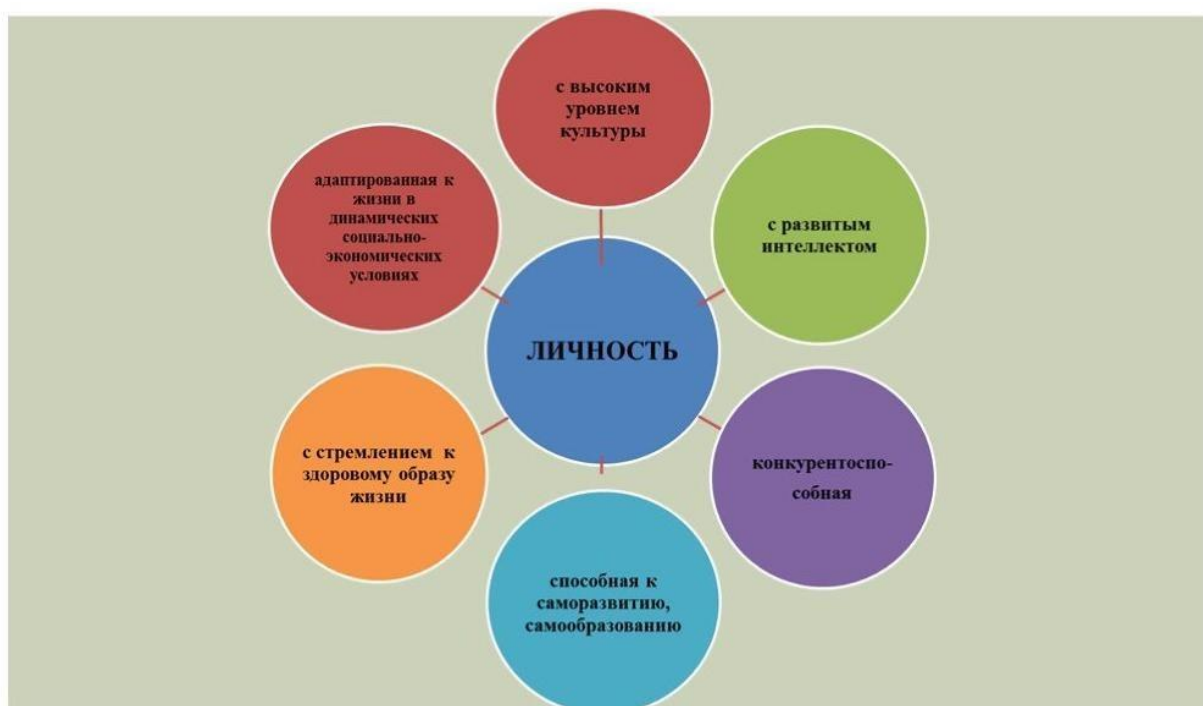 с высоким
уровнем
культуры
адаптированная к
жизни в
динамических
социально-
экономических
условиях
с развитым
интеллектом
ЛИЧНОСТЬ
с стремлением к
здоровому образу
жизни
конкурентоспо-
собная
способная к
саморазвитию,
самообразованию